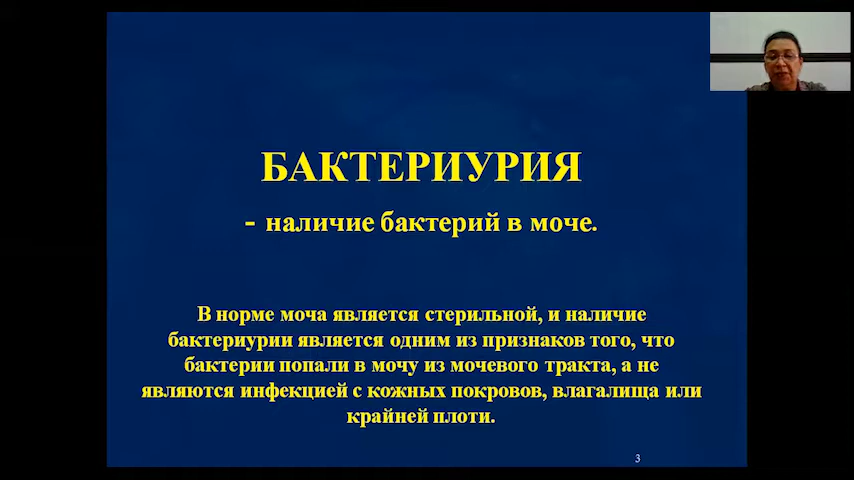 БАКТЕРИУРИЯ
- наличие бактерий в моче.
В норме моча является стерильной, и наличие
бактериурии является одним из признаков того, что
бактерии попали в мочу из мочевого тракта, а не
являются инфекцией с кожных покровов, влагалища или
крайней плоти.
3